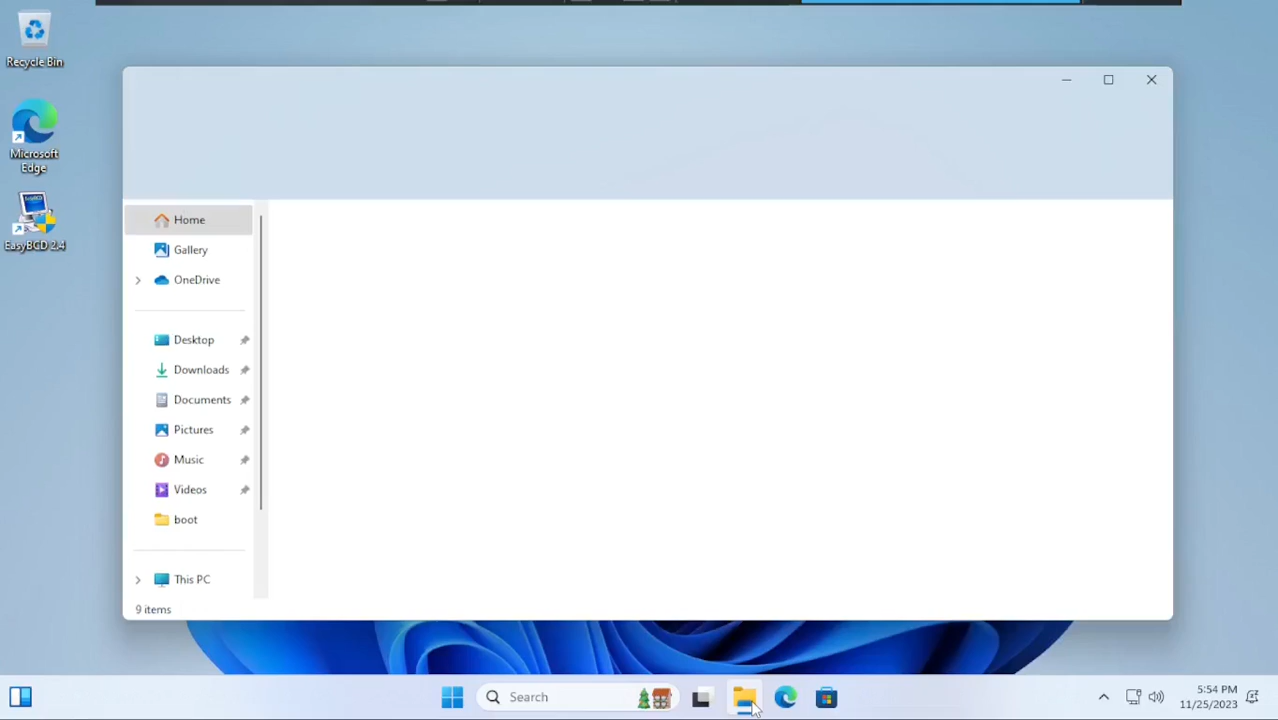 Recycle Bin
Microsoft
Edge
EasyBCD 2.4
Home
Gallery
OneDrive
Desktop
Downloads
Documents
Pictures
Music
Videos
boot
This PC
9 items
Search
5:54 PM
11/25/2023